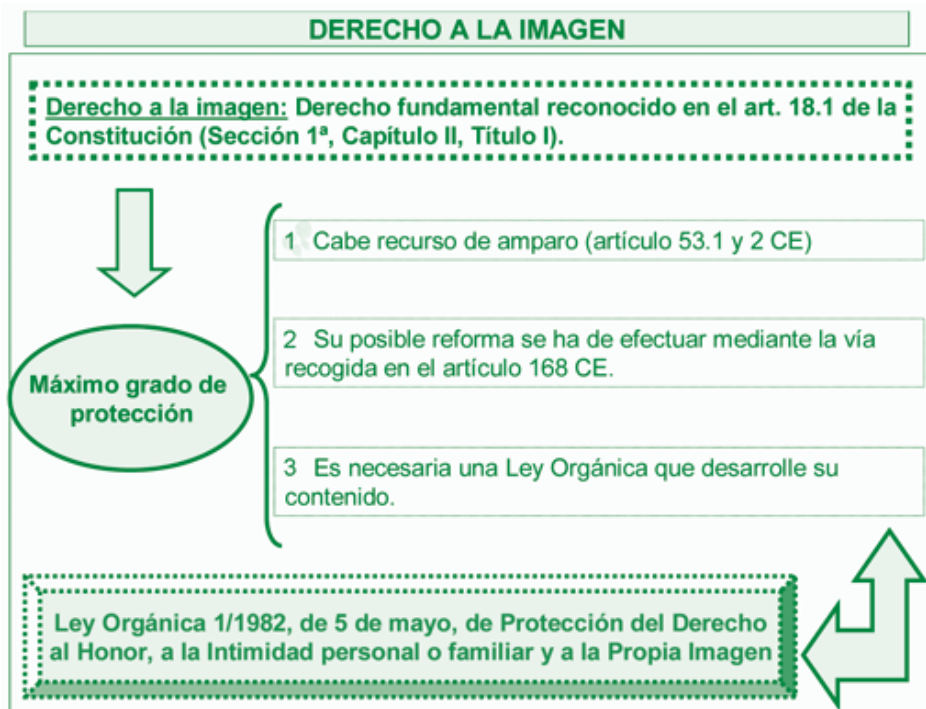 DERECHO A LA IMAGEN
Derecho a la imagen: Derecho fundamental reconocido en el art. 18.1 de la
Constitución (Sección 1ª, Capítulo II, Título I).
1 Cabe recurso de amparo (artículo 53.1 y 2 CE)
2 Su posible reforma se ha de efectuar mediante la vía
recogida en el artículo 168 CE.
Máximo grado de
protección
3 Es necesaria una Ley Orgánica que desarrolle su
contenido.
Ley Orgánica 1/1982, de 5 de mayo, de Protección del Derecho
al Honor, a la Intimidad personal o familiar y a la Propia Imagen